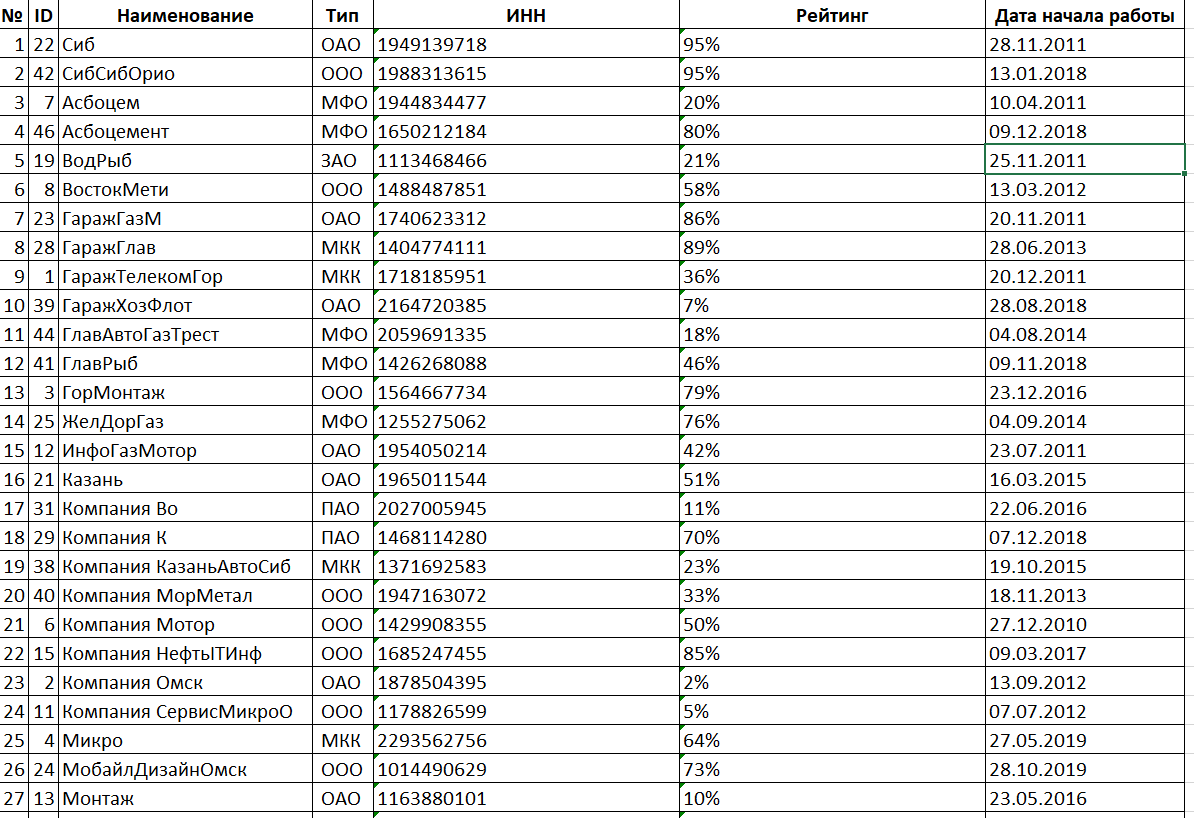 № ID Наименование Тип ИНН Рейтинг Дата начала работы
1 22 Сиб ОАО 1949139718 95% 28.11.2011
2 42 СибСибОрио ООО 1988313615 95% 13.01.2018
3 7 Асбоцем МФО 1944834477 20% 10.04.2011
4 46 Асбоцемент МФО 1650212184 80% 09.12.2018
5 19 ВодРыб ЗАО 1113468466 21% 25.11.2011
6 8 ВостокМети ООО 1488487851 58% 13.03.2012
7 23 ГаражГазМ ОАО 1740623312 86% 20.11.2011
8 28 ГаражГлав МКК 1404774111 89% 28.06.2013
9 1 ГаражТелекомГор МКК 1718185951 36% 20.12.2011
10 39 ГаражХозФлот ОАО 2164720385 7% 28.08.2018
11 44 ГлавАвтоГазТрест МФО 2059691335 18% 04.08.2014
12 41 ГлавРыб МФО 1426268088 46% 09.11.2018
13 3 ГорМонтаж ООО 1564667734 79% 23.12.2016
14 25 ЖелДорГаз МФО 1255275062 76% 04.09.2014
15 12 ИнфоГазМотор ОАО 1954050214 42% 23.07.2011
16 21 Казань ОАО 1965011544 51% 16.03.2015
17 31 Компания Во ПАО 2027005945 11% 22.06.2016
18 29 Компания К ПАО 1468114280 70% 07.12.2018
19 38 Компания КазаньАвтоСиб МКК 1371692583 23% 19.10.2015
20 40 Компания МорМетал ООО 1947163072 33% 18.11.2013
21 6 Компания Мотор ООО 1429908355 50% 27.12.2010
22 15 Компания НефтьITИнф ООО 1685247455 85% 09.03.2017
23 2 Компания Омск ОАО 1878504395 2% 13.09.2012
24 11 Компания СервисМикроО ООО 1178826599 5% 07.07.2012
25 4 Микро МКК 2293562756 64% 27.05.2019
26 24 МобайлДизайнОмск ООО 1014490629 73% 28.10.2019
27 13 Монтаж ОАО 1163880101 10% 23.05.2016